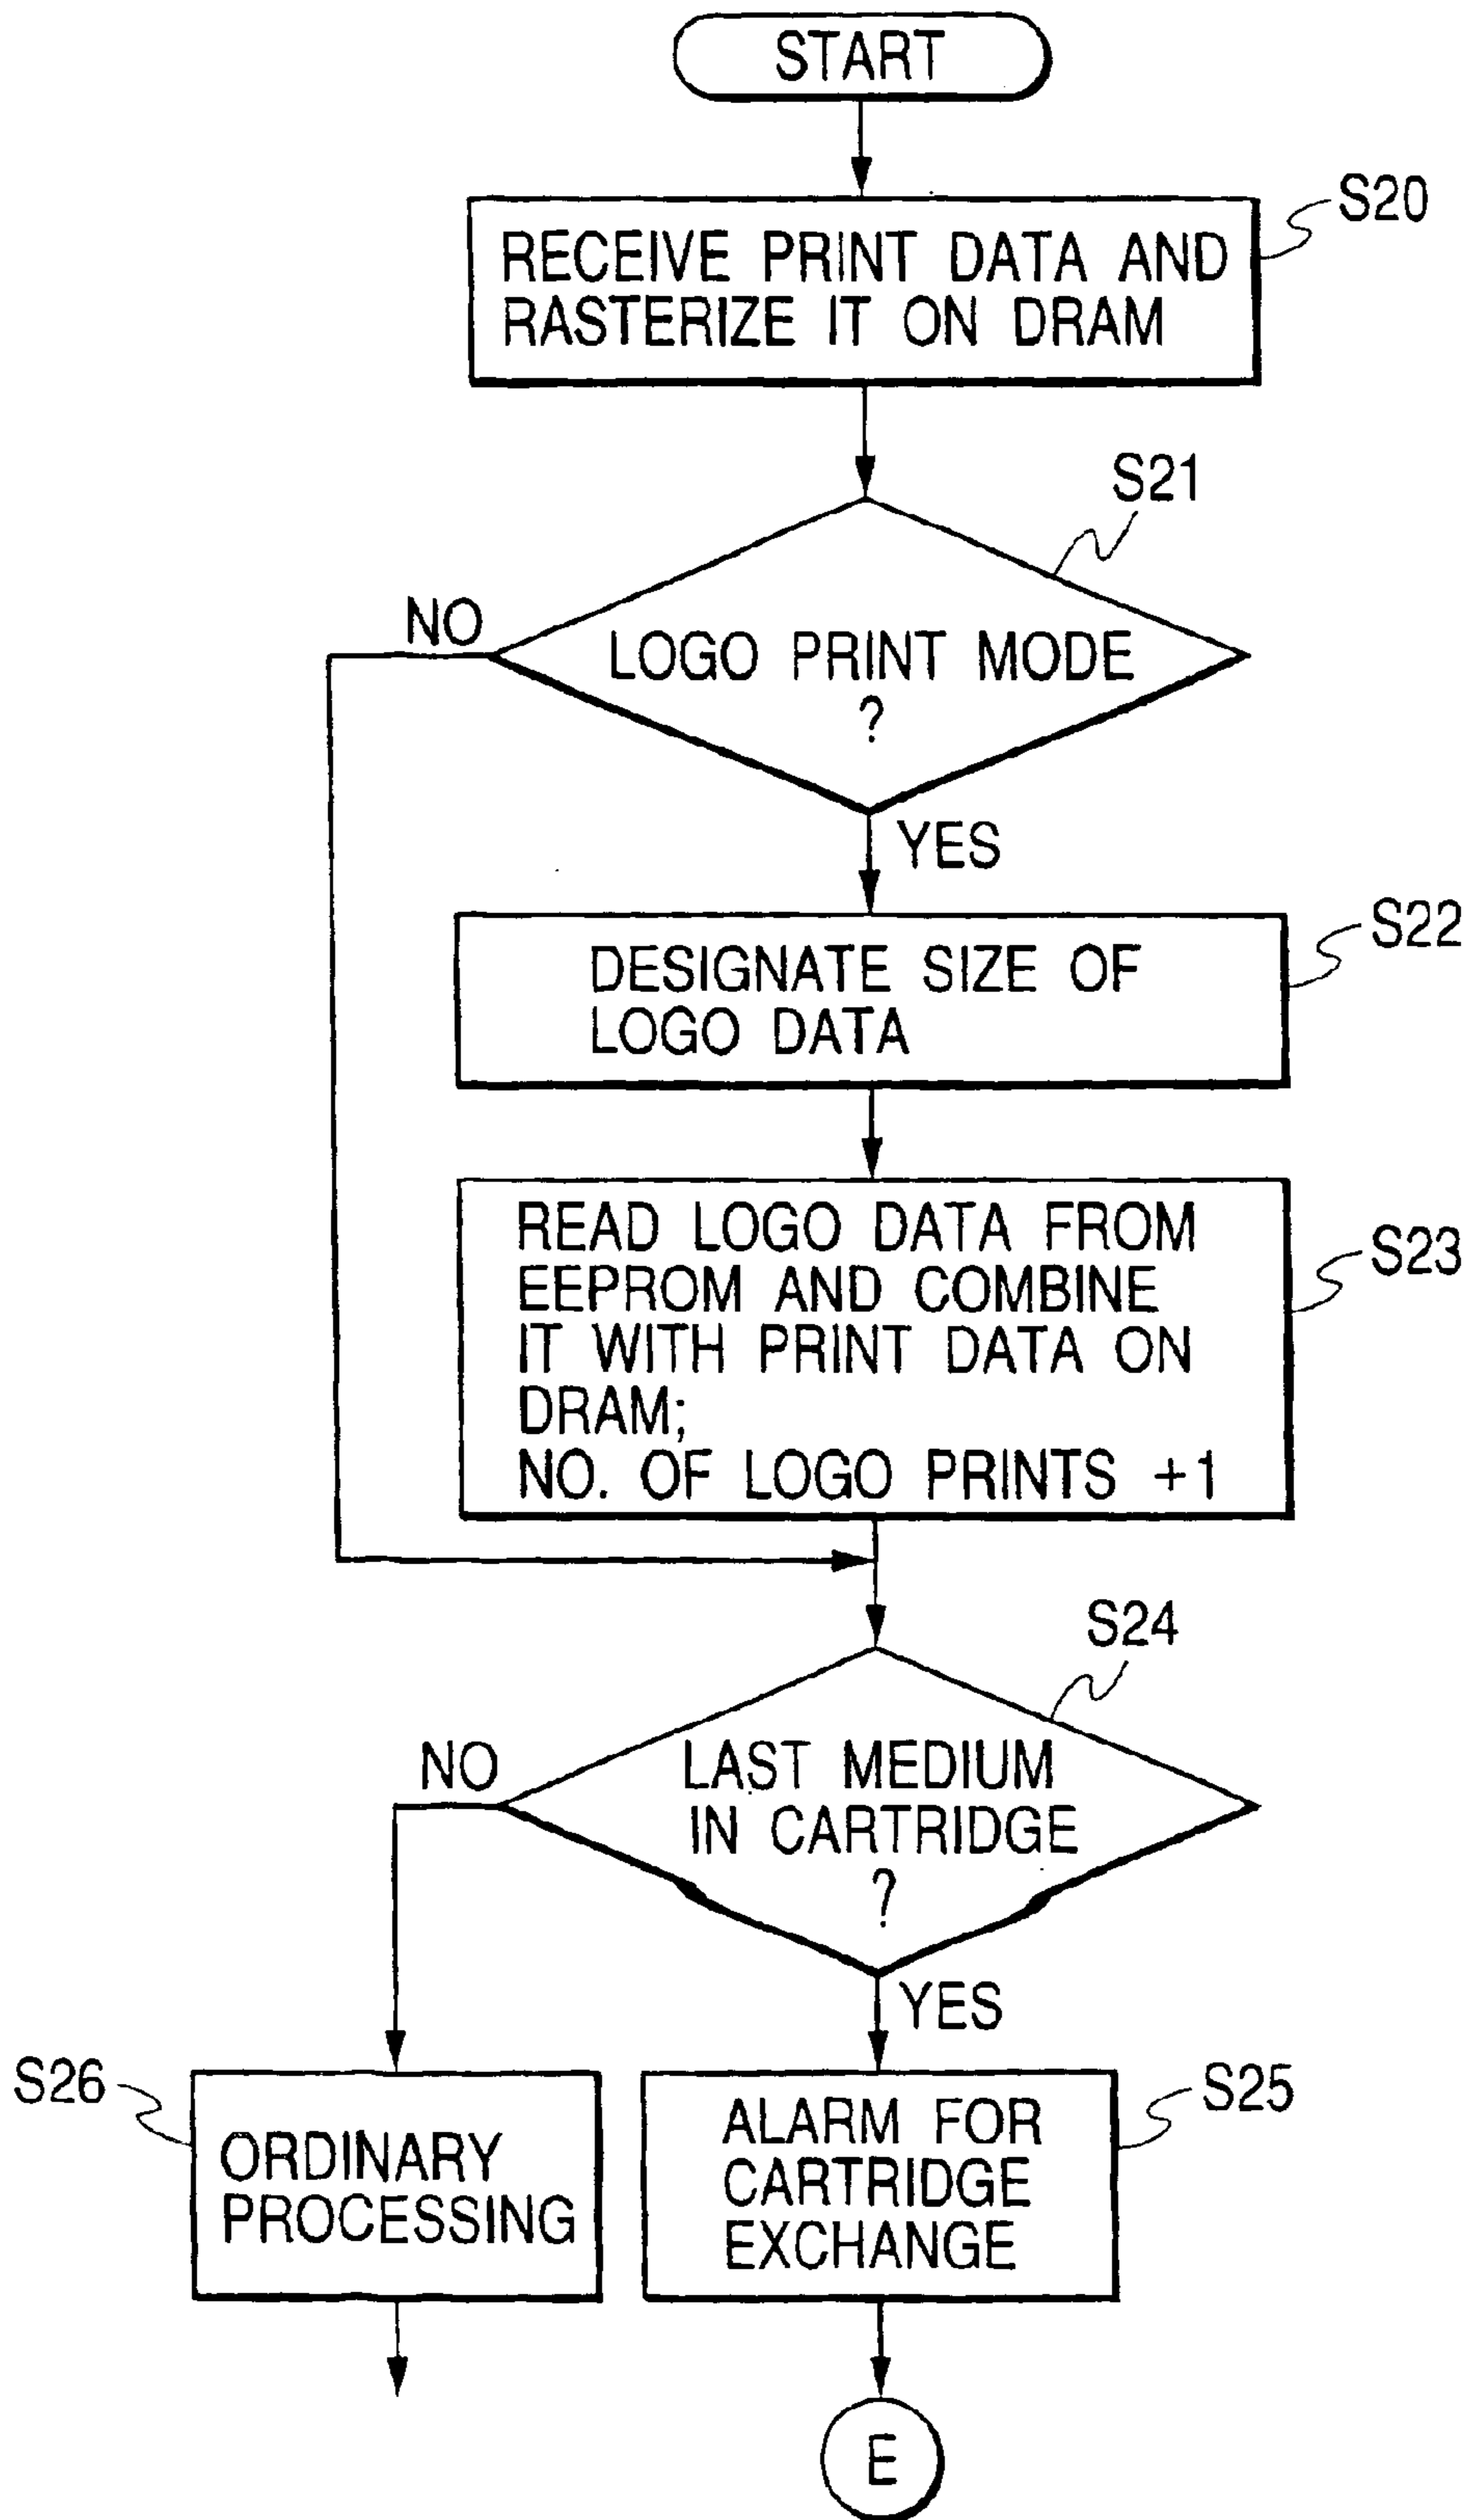 START
S20
RECEIVE PRINT DATA AND
RASTERIZE IT ON DRAM
S21
NO
LOGO PRINT MODE
?
YES
S22
DESIGNATE SIZE OF
LOGO DATA
S23
READ LOGO DATA FROM
EEPROM AND COMBINE
IT WITH PRINT DATA ON
DRAM;
NO. OF LOGO PRINTS +1
S24
NO
LAST MEDIUM
IN CARTRIDGE
?
YES
S26
ORDINARY
PROCESSING
S25
ALARM FOR
CARTRIDGE
EXCHANGE
E